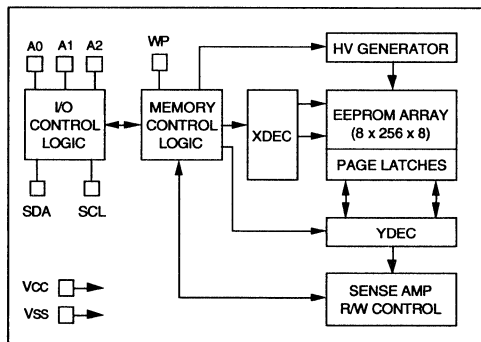 A0 A1 A2 WP
HV GENERATOR
I/O
CONTROL
LOGIC
MEMORY
CONTROL
LOGIC
XDEC
EEPROM ARRAY
(8 x 256 x 8)
PAGE LATCHES
SDA SCL
YDEC
VCC
VSS
SENSE AMP
R/W CONTROL